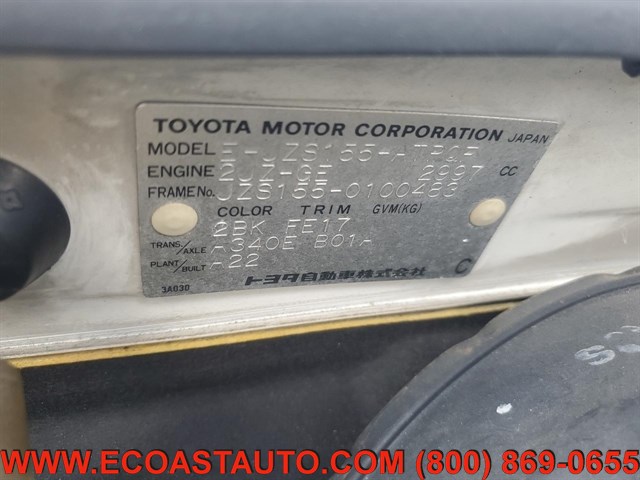 TOYOTA MOTOR CORPORATION JAPAN
MODEL E-JZS155-ATPQF
ENGINE 2JZ-GE 2997 CC
FRAME No. JZS155-0100483
COLOR TRIM GVM(KG)
2BK FE17
TRANS./AXLE A340E B01A
PLANT/BUILT A22
トヨタ自動車株式会社 C
3A030
WWW.ECOASTAUTO.COM (800) 869-0655